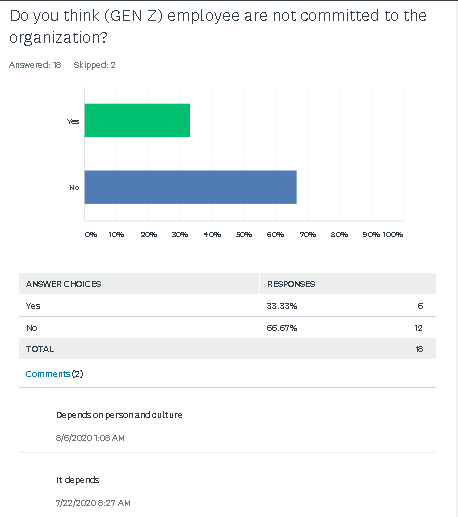 Do you think (GEN Z) employee are not committed to the
organization?
Answered: 18 Skipped: 2
Yes
No
0% 10% 20% 30% 40% 50% 60% 70% 80% 90% 100%
ANSWER CHOICES RESPONSES
Yes 33.33% 6
No 66.67% 12
TOTAL 18
Comments (2)
Depends on person and culture
8/6/2020 1:08 AM
It depends
7/22/2020 8:27 AM